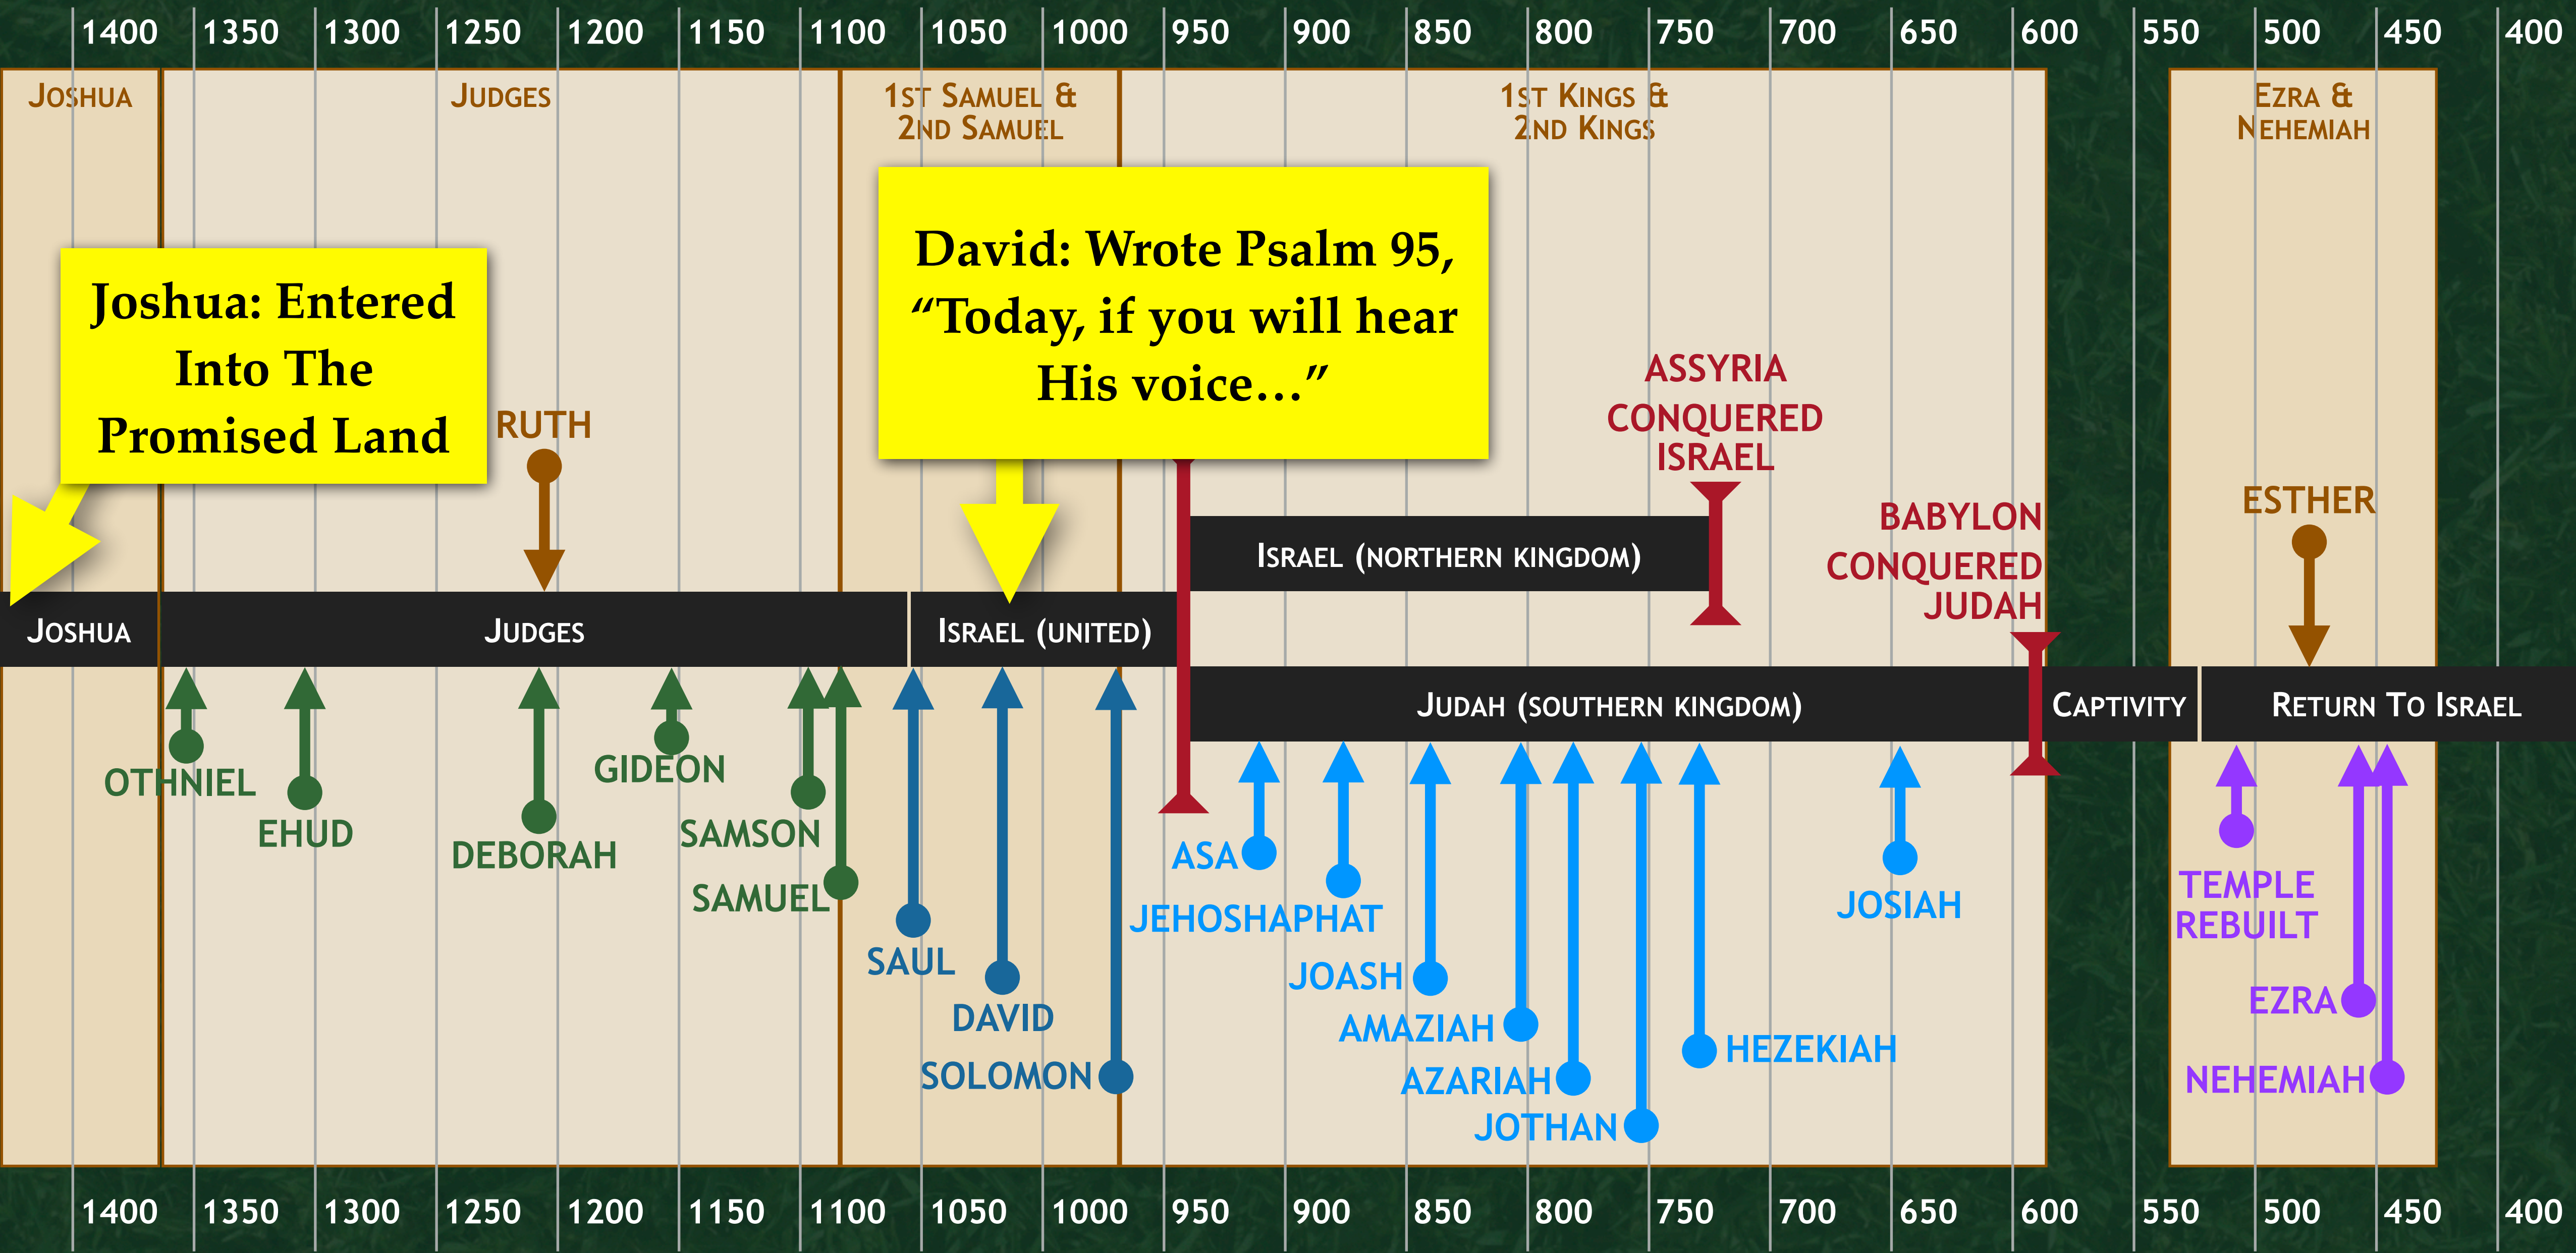 1400 1350 1300 1250 1200 1150 1100 1050 1000 950 900 850 800 750 700 650 600 550 500 450 400
Joshua
Judges
1st Samuel &
2nd Samuel
1st Kings &
2nd Kings
Ezra &
Nehemiah
Joshua: Entered
Into The
Promised Land
David: Wrote Psalm 95,
“Today, if you will hear
His voice…”
RUTH
ASSYRIA
CONQUERED
ISRAEL
BABYLON
CONQUERED
JUDAH
ESTHER
Israel (northern kingdom)
Joshua
Judges
Israel (united)
Judah (southern kingdom)
Captivity
Return To Israel
OTHNIEL
EHUD
DEBORAH
GIDEON
SAMSON
SAMUEL
SAUL
DAVID
SOLOMON
ASA
JEHOSHAPHAT
JOASH
AMAZIAH
AZARIAH
JOTHAN
HEZEKIAH
JOSIAH
TEMPLE
REBUILT
EZRA
NEHEMIAH
1400 1350 1300 1250 1200 1150 1100 1050 1000 950 900 850 800 750 700 650 600 550 500 450 400